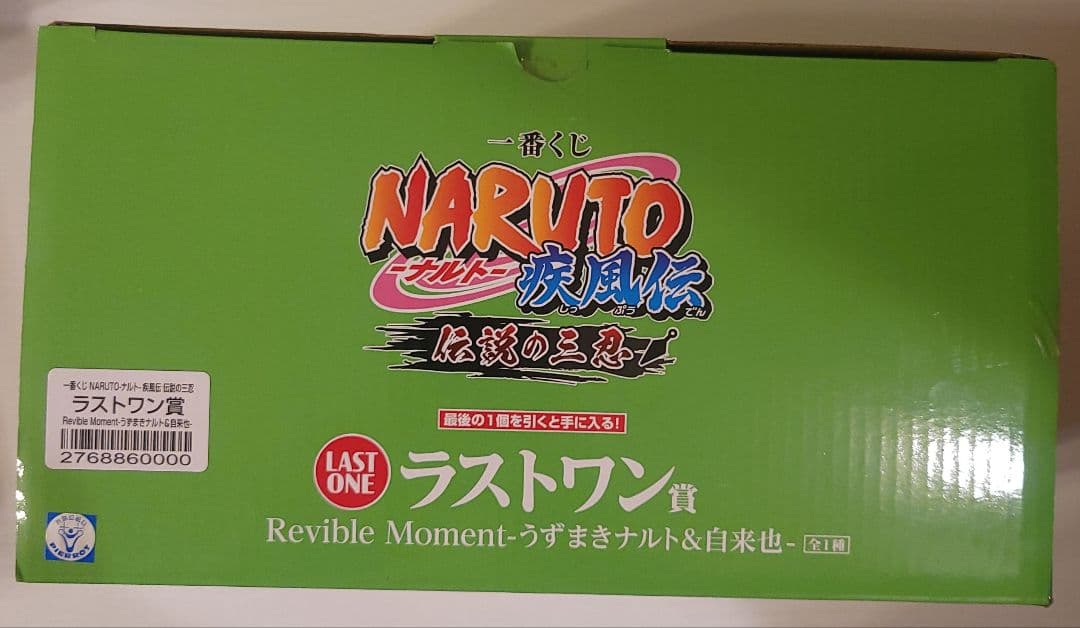 一番くじ
NARUTO
-ナルト-
疾風伝
しっ ぷう でん
伝説の三忍
最後の1個を引くと手に入る!
LAST
ONE
ラストワン賞
Revible Moment-うずまきナルト&自来也- 全1種
一番くじ NARUTO-ナルト- 疾風伝 伝説の三忍
ラストワン賞
Revible Moment-うずまきナルト&自来也-
2768860000
PIERROT